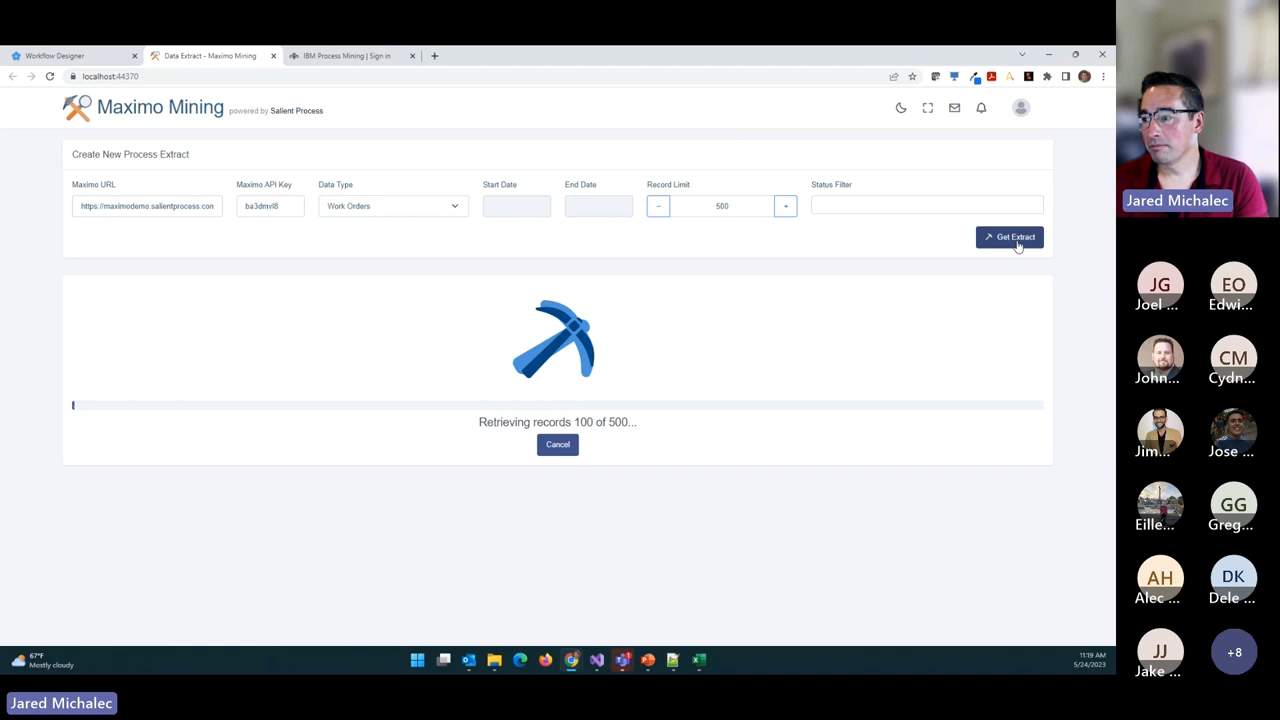 Workflow Designer
Data Extract - Maximo Mining
IBM Process Mining | Sign in
localhost:44370
Maximo Mining powered by Salient Process
Create New Process Extract
Maximo URL
Maximo API Key
Data Type
Start Date
End Date
Record Limit
Status Filter
https://maximodemo.salientprocess.con
ba3dmvl8
Work Orders
500
Get Extract
Retrieving records 100 of 500...
Cancel
67°F
Mostly cloudy
11:19 AM
5/24/2023
Jared Michalec
Jared Michalec
JG
Joel ...
EO
Edwi...
John...
CM
Cydn...
Jim...
Jose ...
Eille...
GG
Greg...
AH
Alec ...
DK
Dele ...
JJ
Jake ...
+8